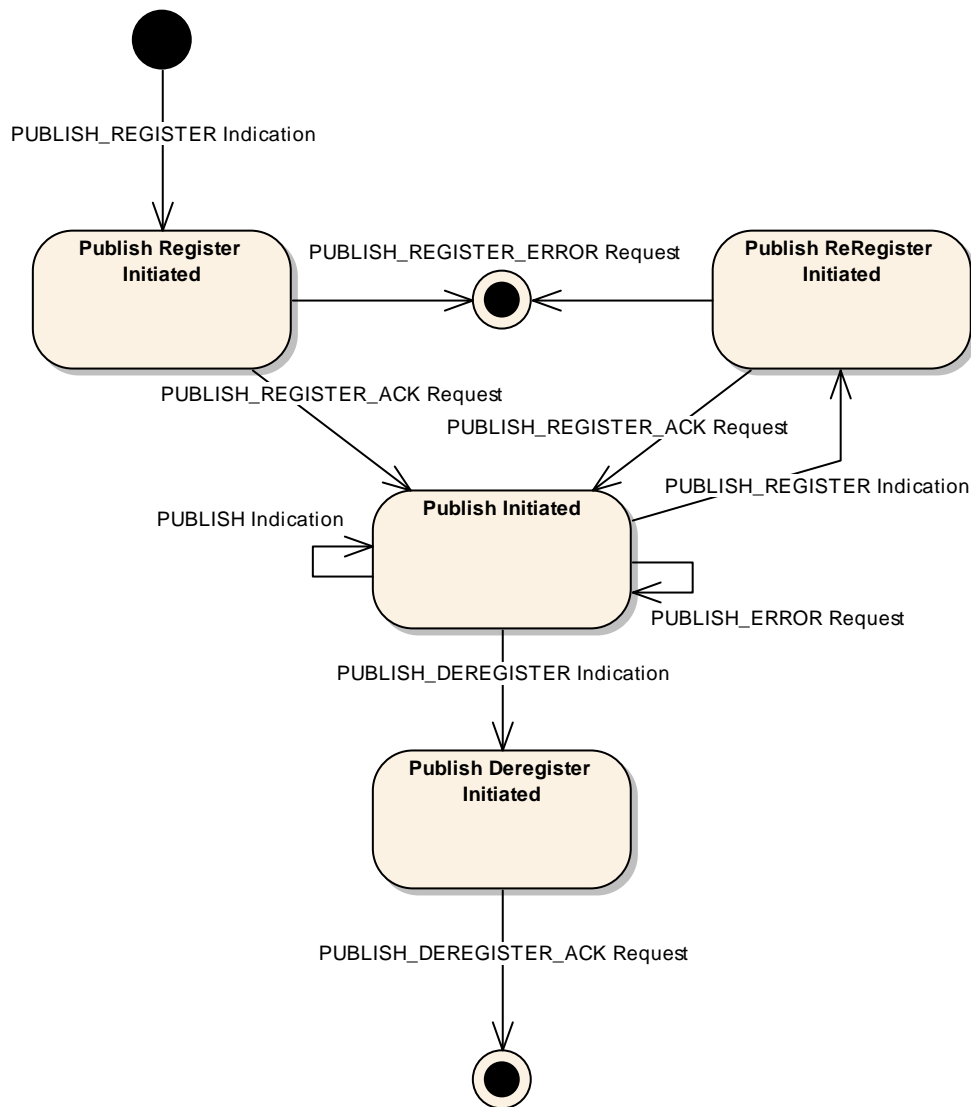 PUBLISH_REGISTER Indication
Publish Register
Initiated
PUBLISH_REGISTER_ERROR Request
Publish ReRegister
Initiated
PUBLISH_REGISTER_ACK Request
PUBLISH_REGISTER_ACK Request
PUBLISH_REGISTER Indication
Publish Initiated
PUBLISH Indication
PUBLISH_ERROR Request
PUBLISH_DEREGISTER Indication
Publish Deregister
Initiated
PUBLISH_DEREGISTER_ACK Request